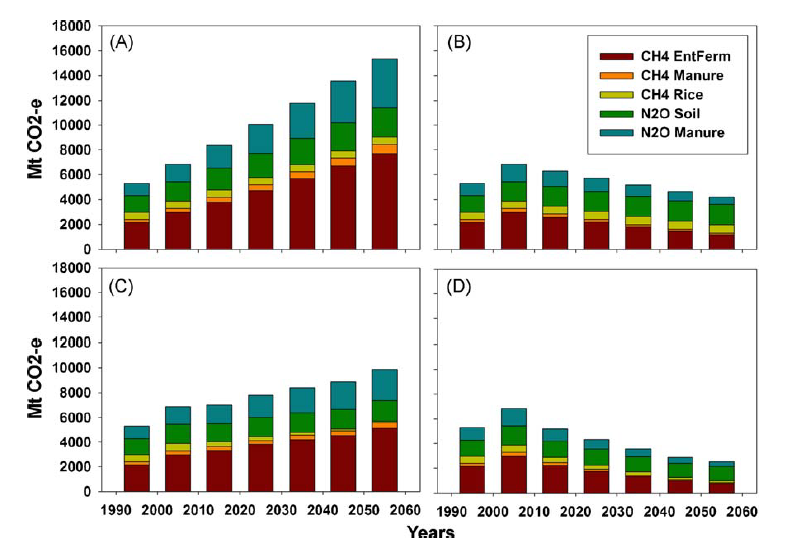 18000
16000
14000
12000
10000
8000
6000
4000
2000
0
Mt CO2-e
(A)
(B)
CH4 EntFerm
CH4 Manure
CH4 Rice
N2O Soil
N2O Manure
18000
16000
14000
12000
10000
8000
6000
4000
2000
0
Mt CO2-e
(C)
(D)
1990 2000 2010 2020 2030 2040 2050 2060
1990 2000 2010 2020 2030 2040 2050 2060
Years